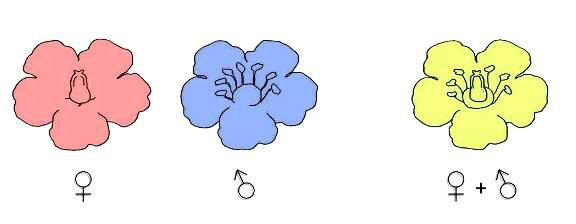 ♀ ♂ ♀ + ♂